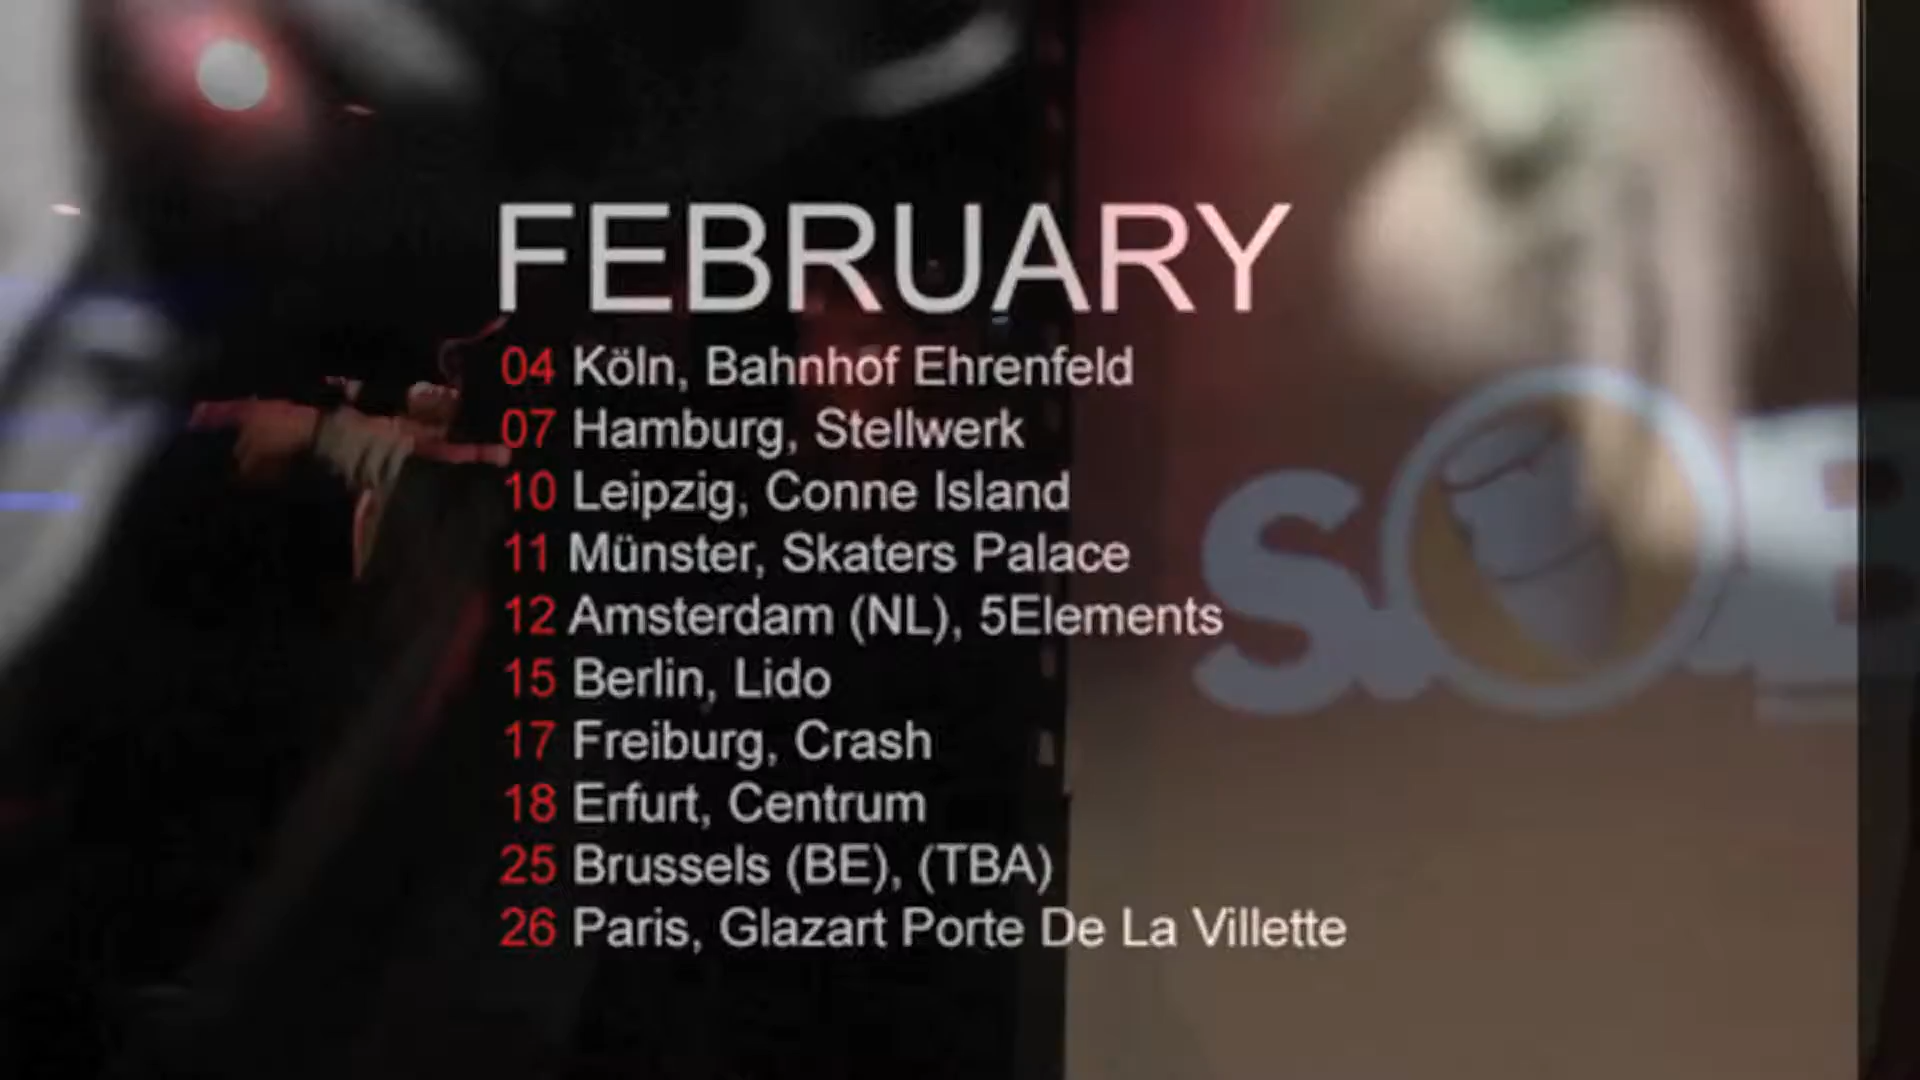 FEBRUARY
04 Köln, Bahnhof Ehrenfeld
07 Hamburg, Stellwerk
10 Leipzig, Conne Island
11 Münster, Skaters Palace
12 Amsterdam (NL), 5Elements
15 Berlin, Lido
17 Freiburg, Crash
18 Erfurt, Centrum
25 Brussels (BE), (TBA)
26 Paris, Glazart Porte De La Villette